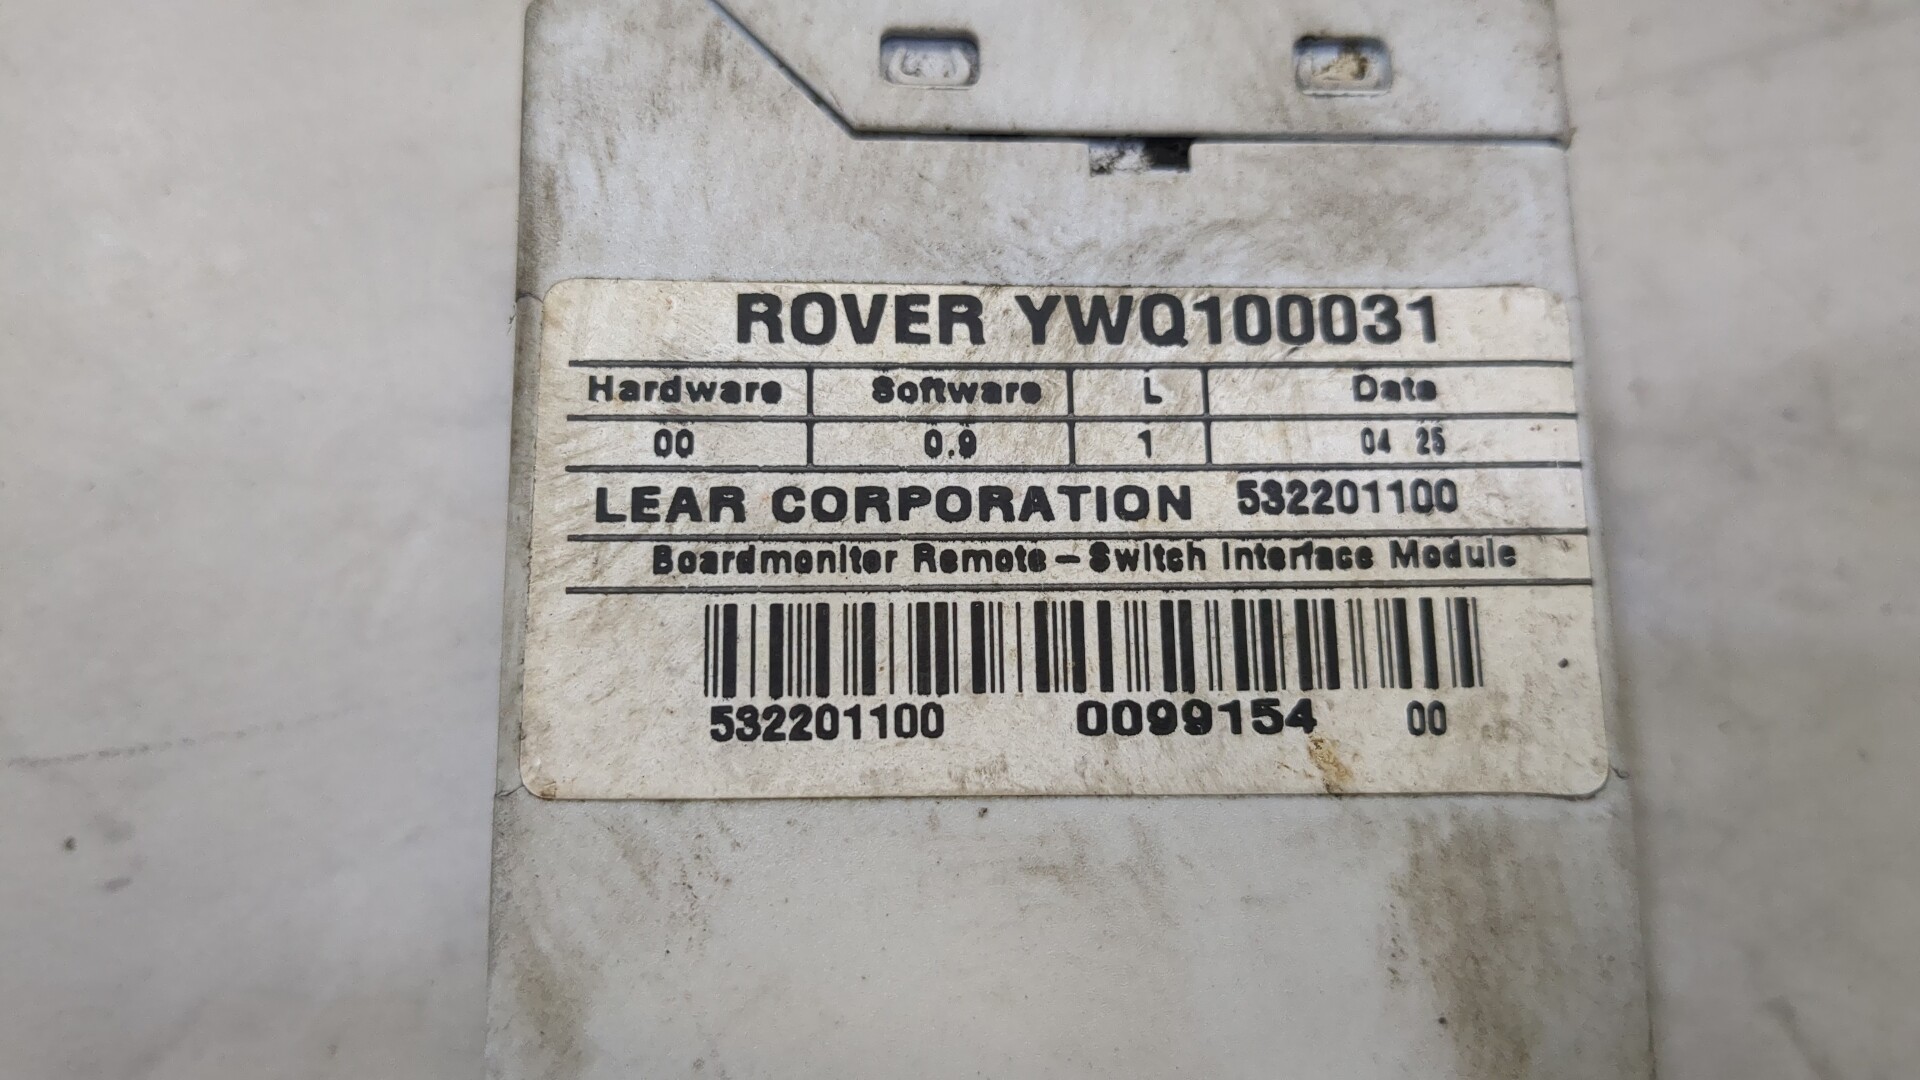 ROVER YWQ100031
Hardware Software L Date
00 0.9 1 04 25
LEAR CORPORATION 532201100
Boardmoniter Remote - Switch Interface Module
532201100 0099154 00